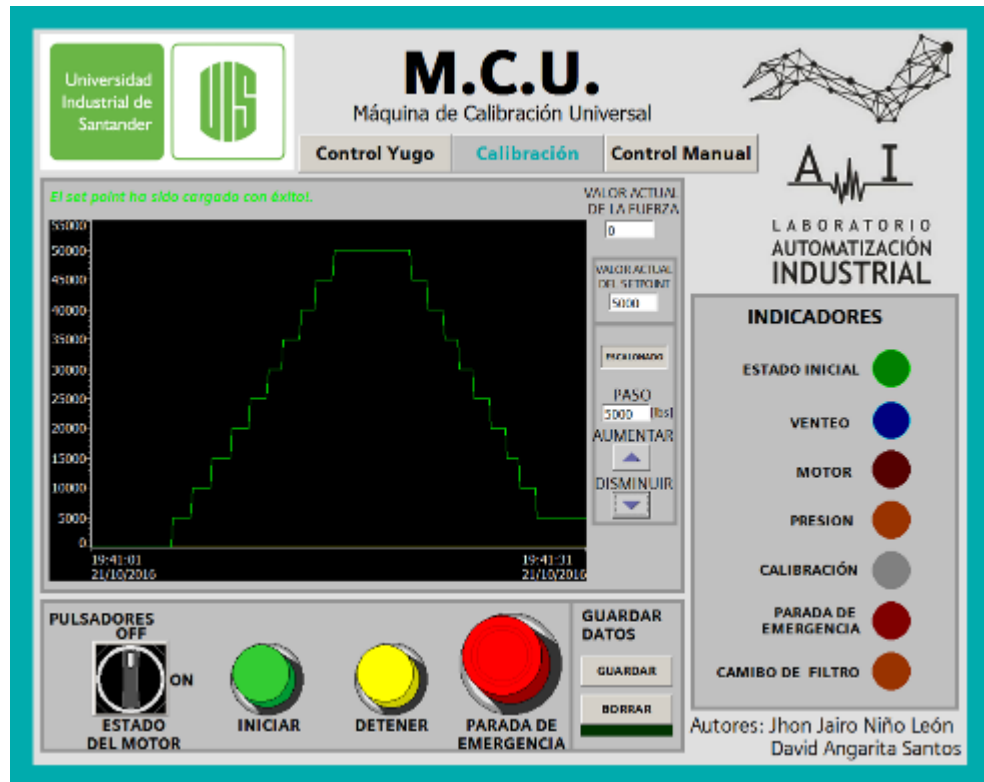 Universidad
Industrial de
Santander
UIS
M.C.U.
Máquina de Calibración Universal
Control Yugo
Calibración
Control Manual
A I
LABORATORIO
AUTOMATIZACIÓN
INDUSTRIAL
El set point ha sido cargado con éxito!.
VALOR ACTUAL
DE LA FUERZA
0
VALOR ACTUAL
DEL SETPOINT
5000
ESCALONADO
PASO
5000 [lbs]
AUMENTAR
DISMINUIR
55000
50000
45000
40000
35000
30000
25000
20000
15000
10000
5000
0
19:41:01
21/10/2016
19:41:31
21/10/2016
INDICADORES
ESTADO INICIAL
VENTEO
MOTOR
PRESION
CALIBRACIÓN
PARADA DE
EMERGENCIA
CAMIBO DE FILTRO
PULSADORES
OFF
ON
ESTADO
DEL MOTOR
INICIAR
DETENER
PARADA DE
EMERGENCIA
GUARDAR
DATOS
GUARDAR
BORRAR
Autores: Jhon Jairo Niño León
David Angarita Santos